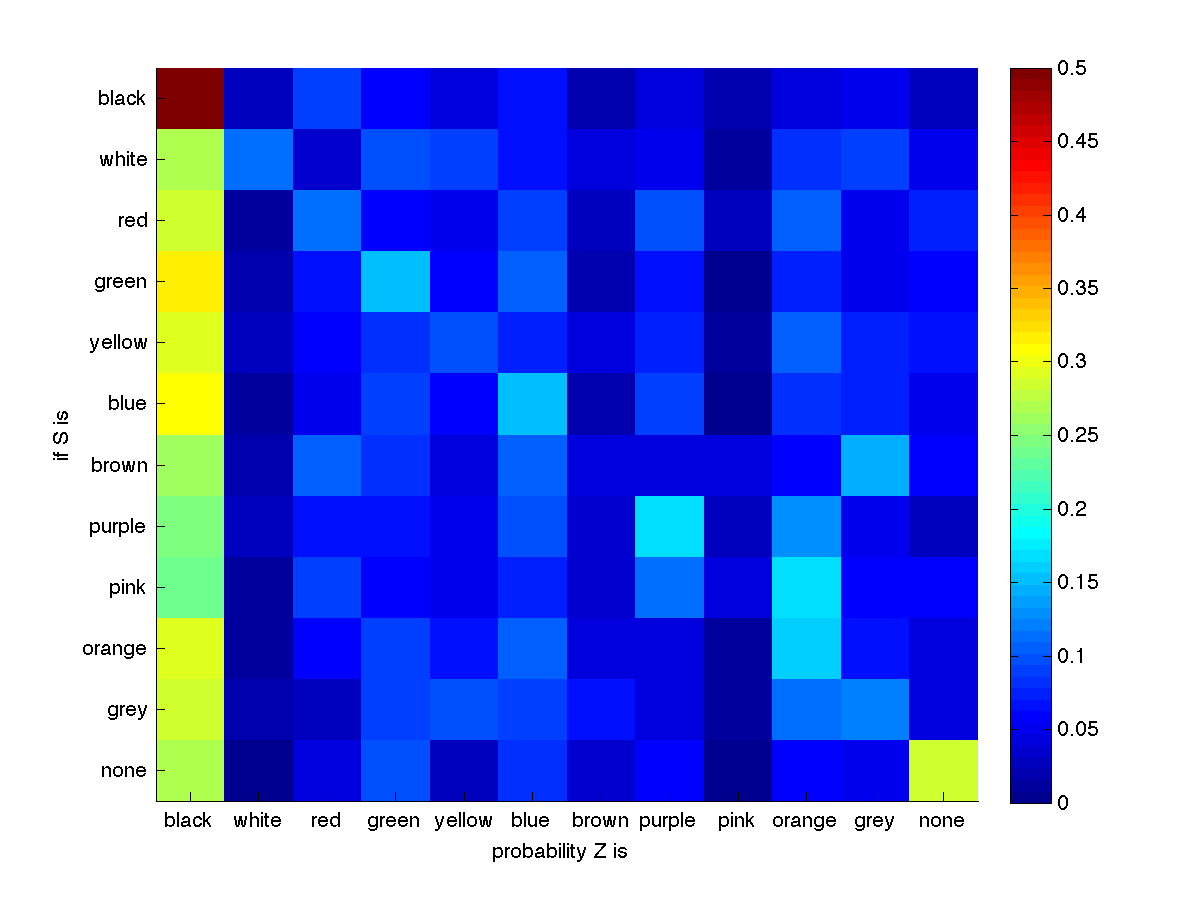 black
white
red
green
yellow
blue
brown
purple
pink
orange
grey
none
if S is
black white red green yellow blue brown purple pink orange grey none
probability Z is
0.5
0.45
0.4
0.35
0.3
0.25
0.2
0.15
0.1
0.05
0